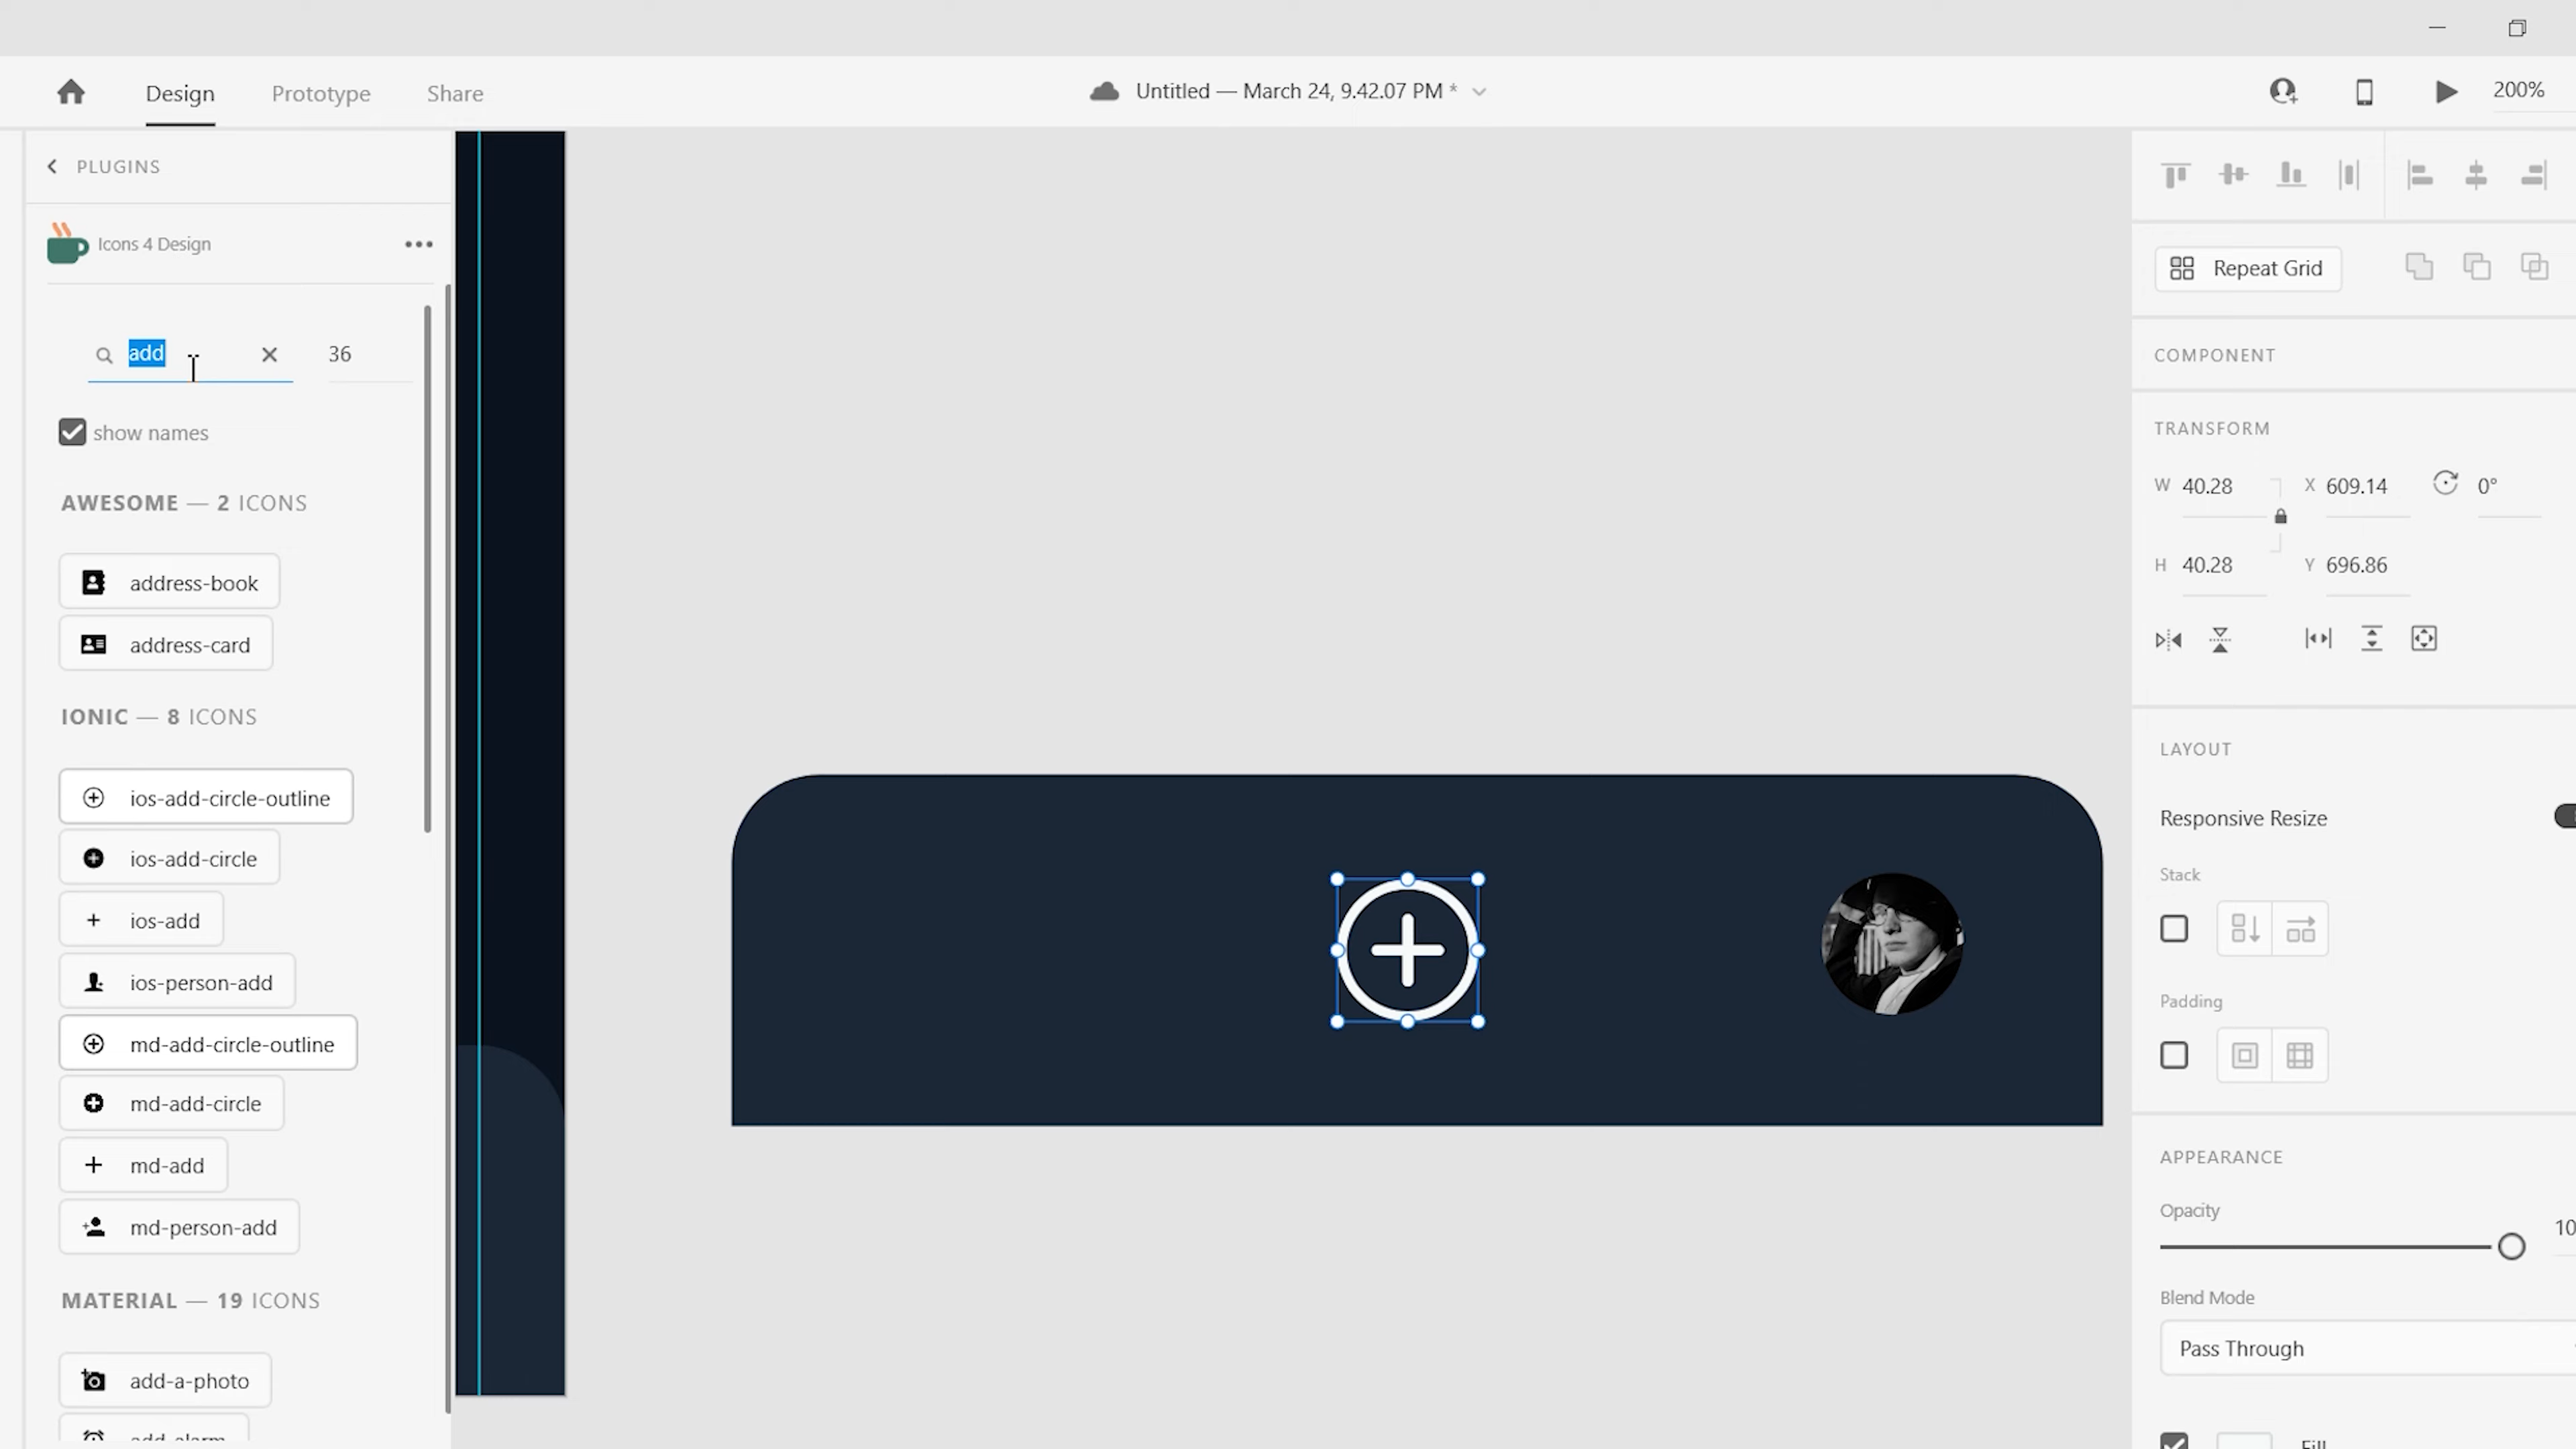 Design Prototype Share
Untitled — March 24, 9.42.07 PM *
200%
PLUGINS
Icons 4 Design
add
36
show names
AWESOME — 2 ICONS
address-book
address-card
IONIC — 8 ICONS
ios-add-circle-outline
ios-add-circle
ios-add
ios-person-add
md-add-circle-outline
md-add-circle
md-add
md-person-add
MATERIAL — 19 ICONS
add-a-photo
add-alarm
Repeat Grid
COMPONENT
TRANSFORM
W 40.28 X 609.14 0°
H 40.28 Y 696.86
LAYOUT
Responsive Resize
Stack
Padding
APPEARANCE
Opacity
10
Blend Mode
Pass Through
Fill